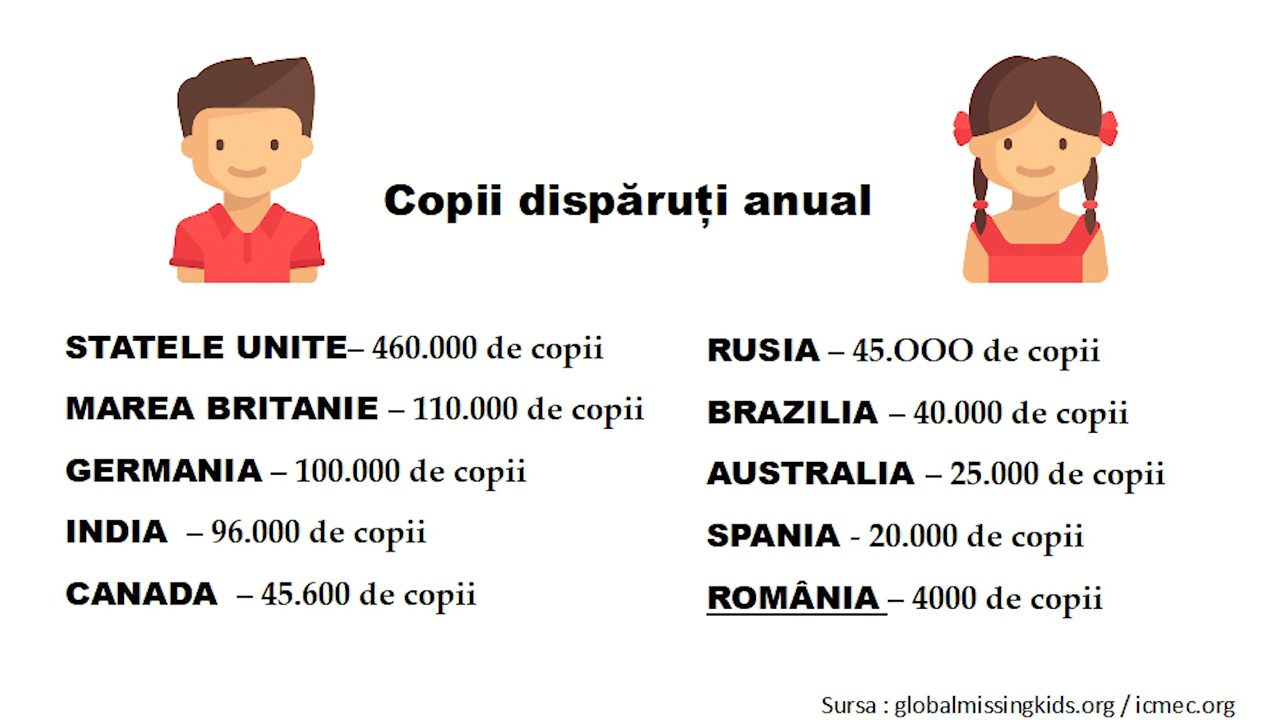 Copii dispăruți anual
STATELE UNITE– 460.000 de copii
MAREA BRITANIE – 110.000 de copii
GERMANIA – 100.000 de copii
INDIA – 96.000 de copii
CANADA – 45.600 de copii
RUSIA – 45.OOO de copii
BRAZILIA – 40.000 de copii
AUSTRALIA – 25.000 de copii
SPANIA - 20.000 de copii
ROMÂNIA – 4000 de copii
Sursa : globalmissingkids.org / icmec.org